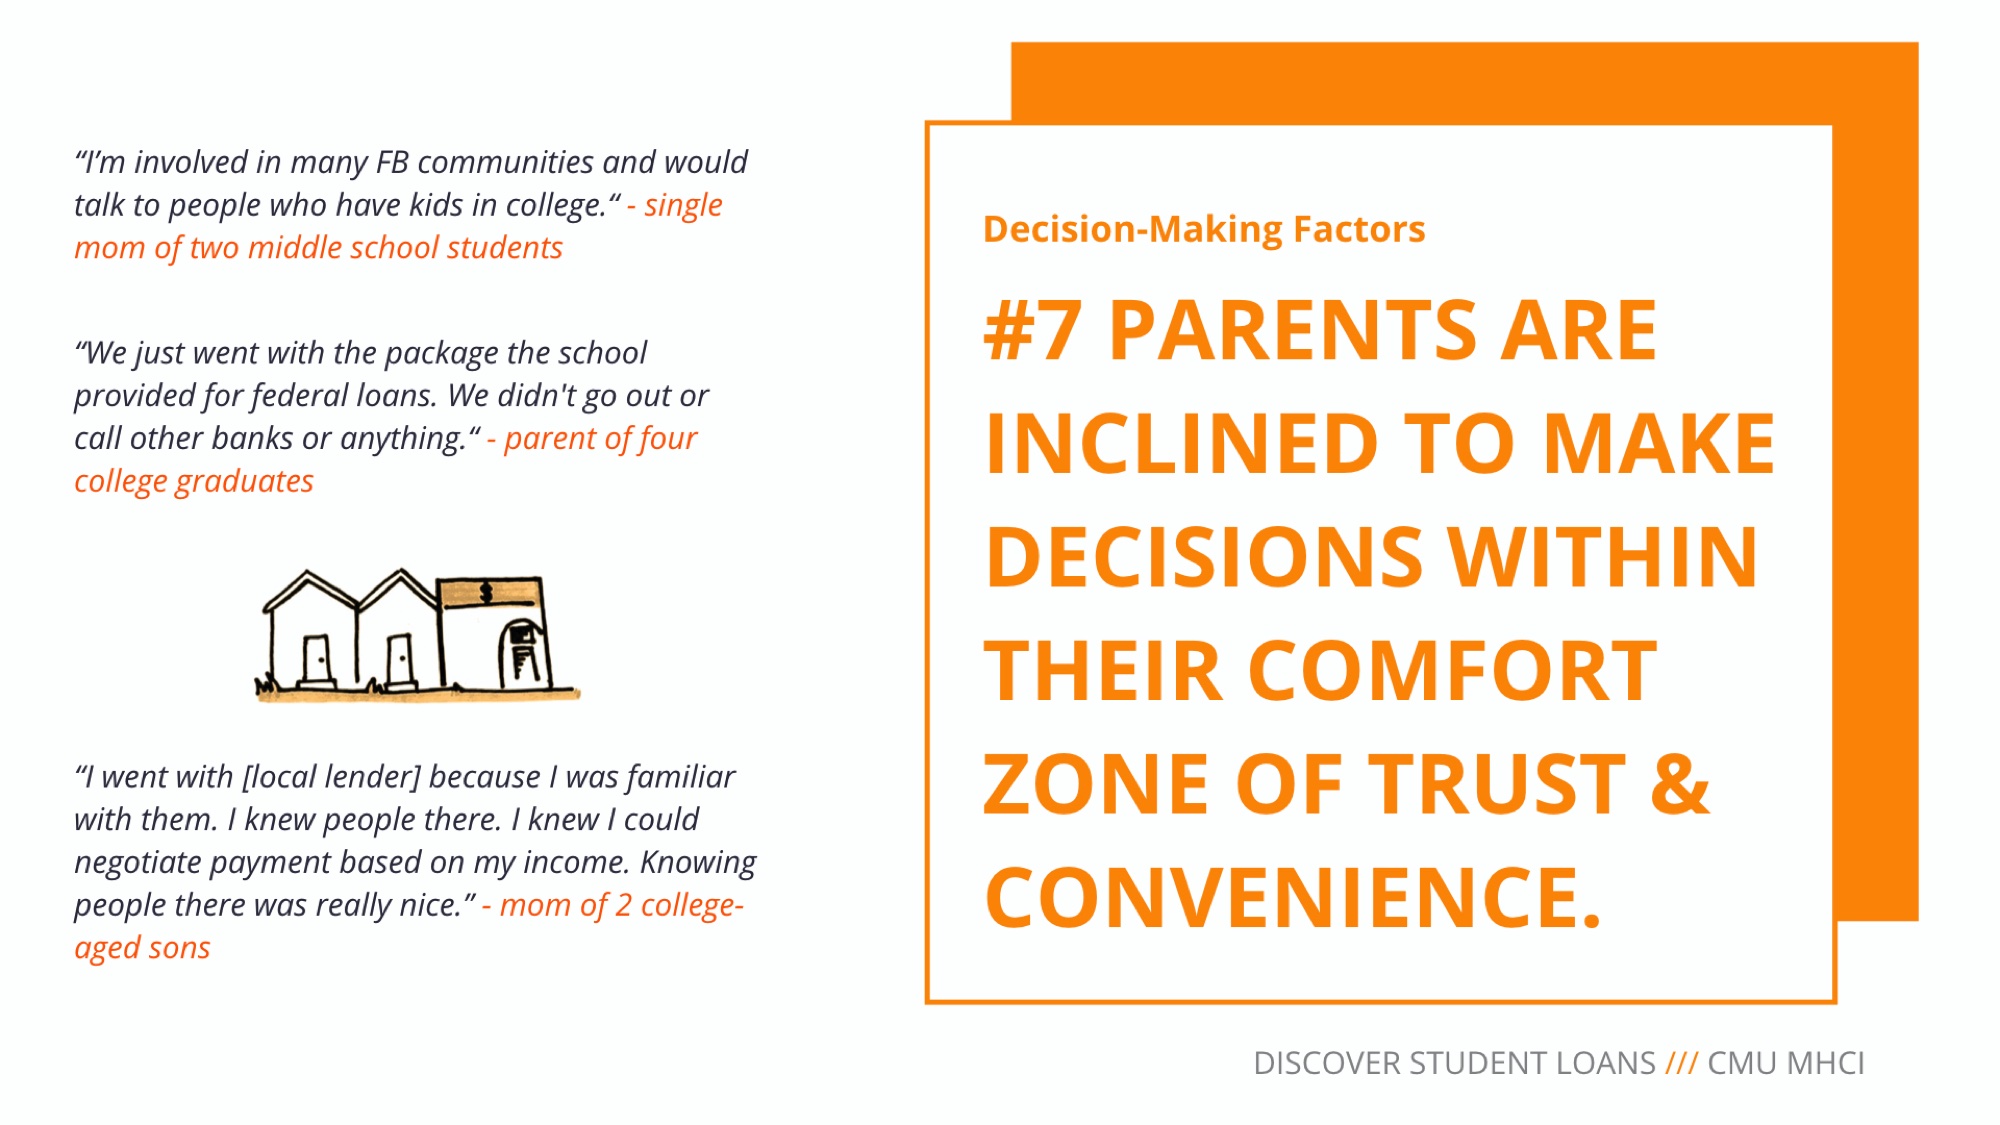 “I’m involved in many FB communities and would
talk to people who have kids in college.“ - single
mom of two middle school students
“We just went with the package the school
provided for federal loans. We didn't go out or
call other banks or anything.“ - parent of four
college graduates
$
“I went with [local lender] because I was familiar
with them. I knew people there. I knew I could
negotiate payment based on my income. Knowing
people there was really nice.” - mom of 2 college-
aged sons
Decision-Making Factors
#7 PARENTS ARE
INCLINED TO MAKE
DECISIONS WITHIN
THEIR COMFORT
ZONE OF TRUST &
CONVENIENCE.
DISCOVER STUDENT LOANS /// CMU MHCI